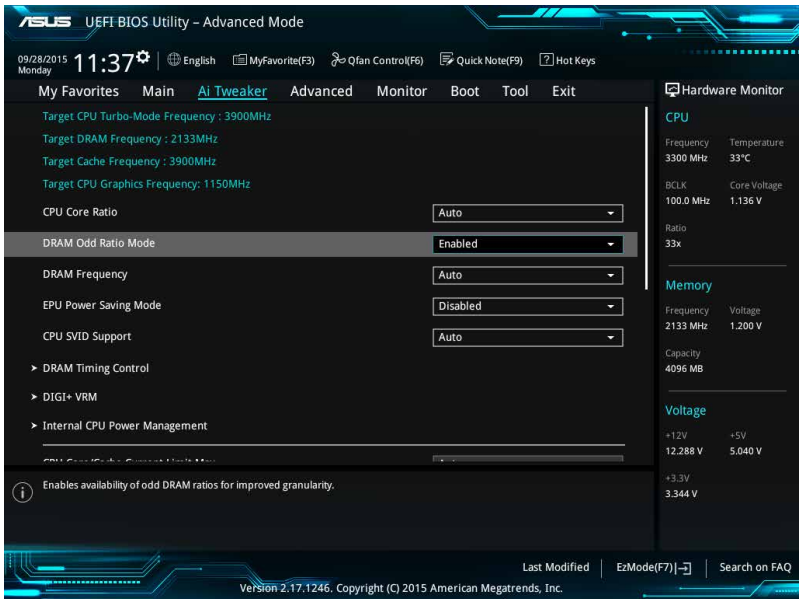 ASUS UEFI BIOS Utility – Advanced Mode
09/28/2015
Monday
11:37
English
MyFavorite(F3)
Qfan Control(F6)
Quick Note(F9)
? Hot Keys
My Favorites Main Ai Tweaker Advanced Monitor Boot Tool Exit
Target CPU Turbo-Mode Frequency : 3900MHz
Target DRAM Frequency : 2133MHz
Target Cache Frequency : 3900MHz
Target CPU Graphics Frequency: 1150MHz
CPU Core Ratio Auto
DRAM Odd Ratio Mode Enabled
DRAM Frequency Auto
EPU Power Saving Mode Disabled
CPU SVID Support Auto
> DRAM Timing Control
> DIGI+ VRM
> Internal CPU Power Management
Enables availability of odd DRAM ratios for improved granularity.
Hardware Monitor
CPU
Frequency Temperature
3300 MHz 33°C
BCLK Core Voltage
100.0 MHz 1.136 V
Ratio
33x
Memory
Frequency Voltage
2133 MHz 1.200 V
Capacity
4096 MB
Voltage
+12V +5V
12.288 V 5.040 V
+3.3V
3.344 V
Last Modified
EzMode(F7)
Search on FAQ
Version 2.17.1246. Copyright (C) 2015 American Megatrends, Inc.